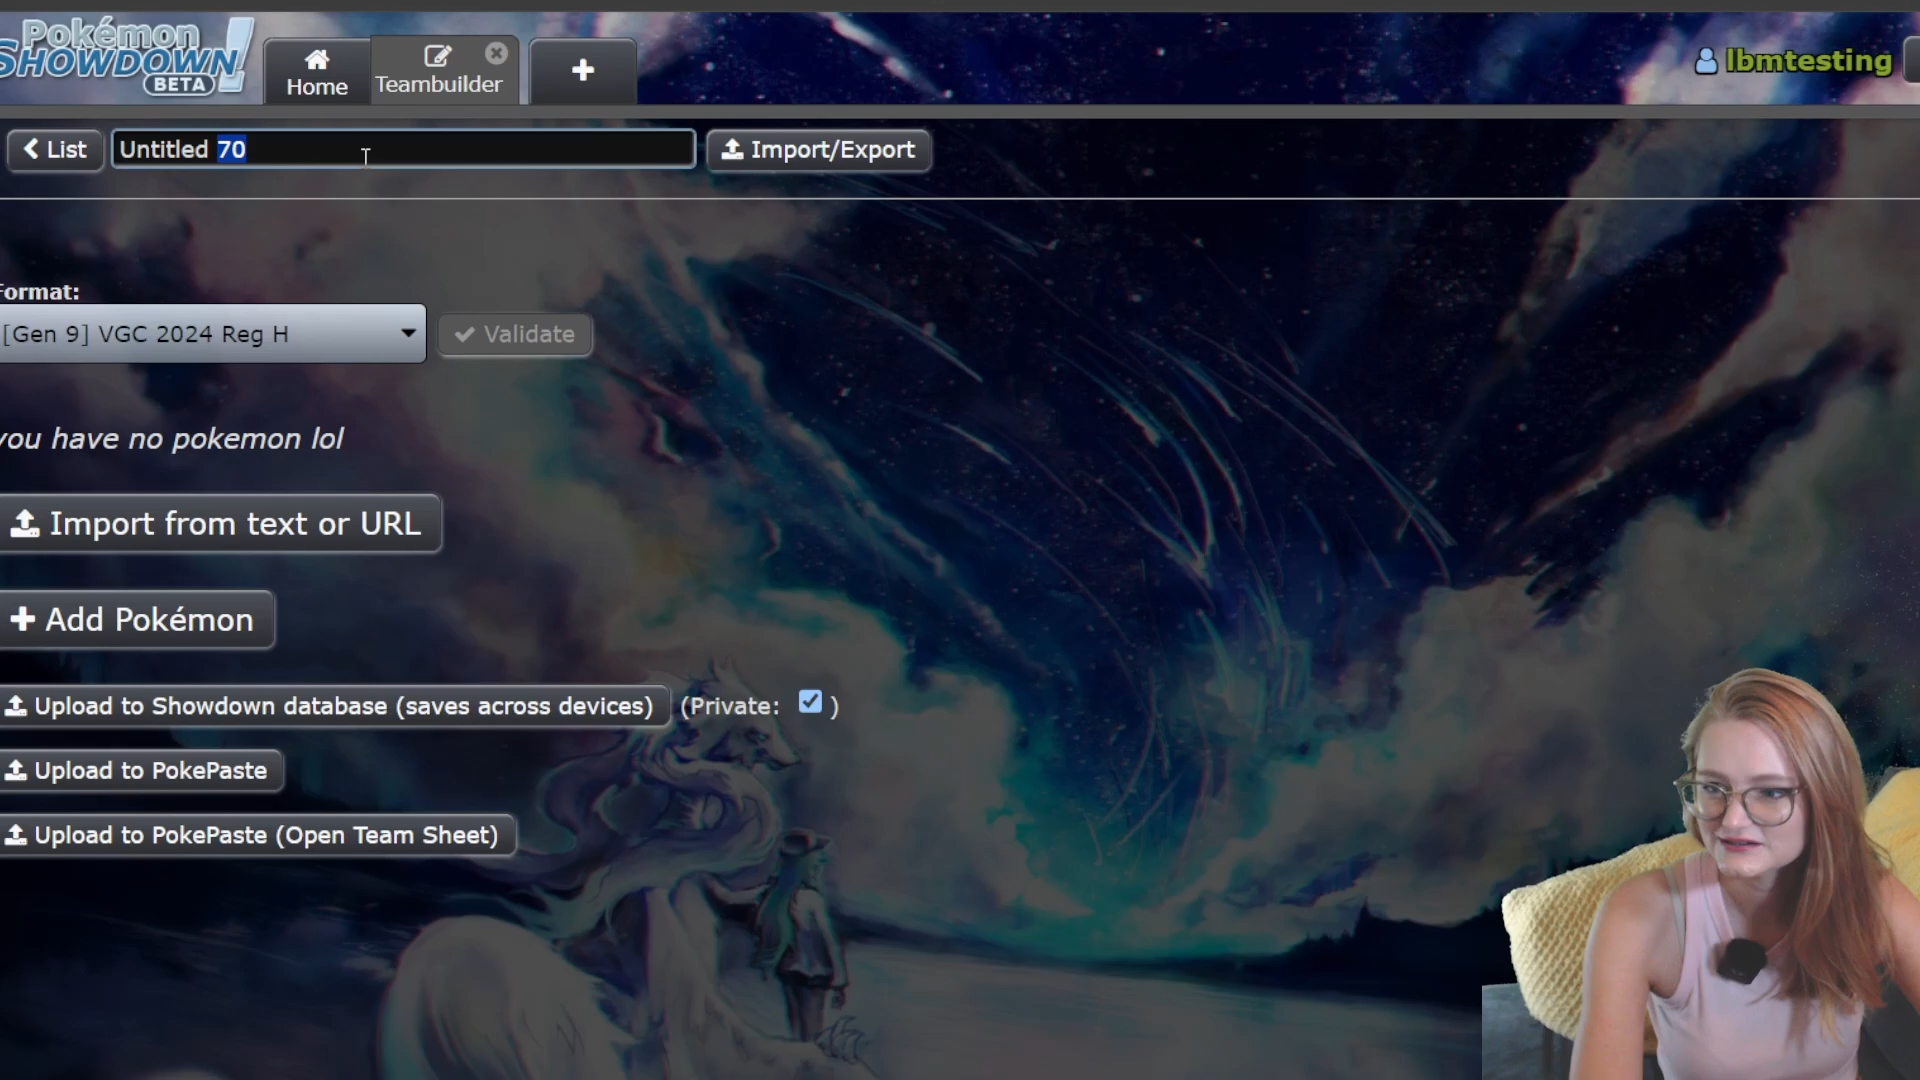 Pokémon
SHOWDOWN!
BETA
Home
Teambuilder
lbmtesting
List
Untitled 70
Import/Export
Format:
[Gen 9] VGC 2024 Reg H
Validate
you have no pokemon lol
Import from text or URL
Add Pokémon
Upload to Showdown database (saves across devices) (Private: )
Upload to PokePaste
Upload to PokePaste (Open Team Sheet)